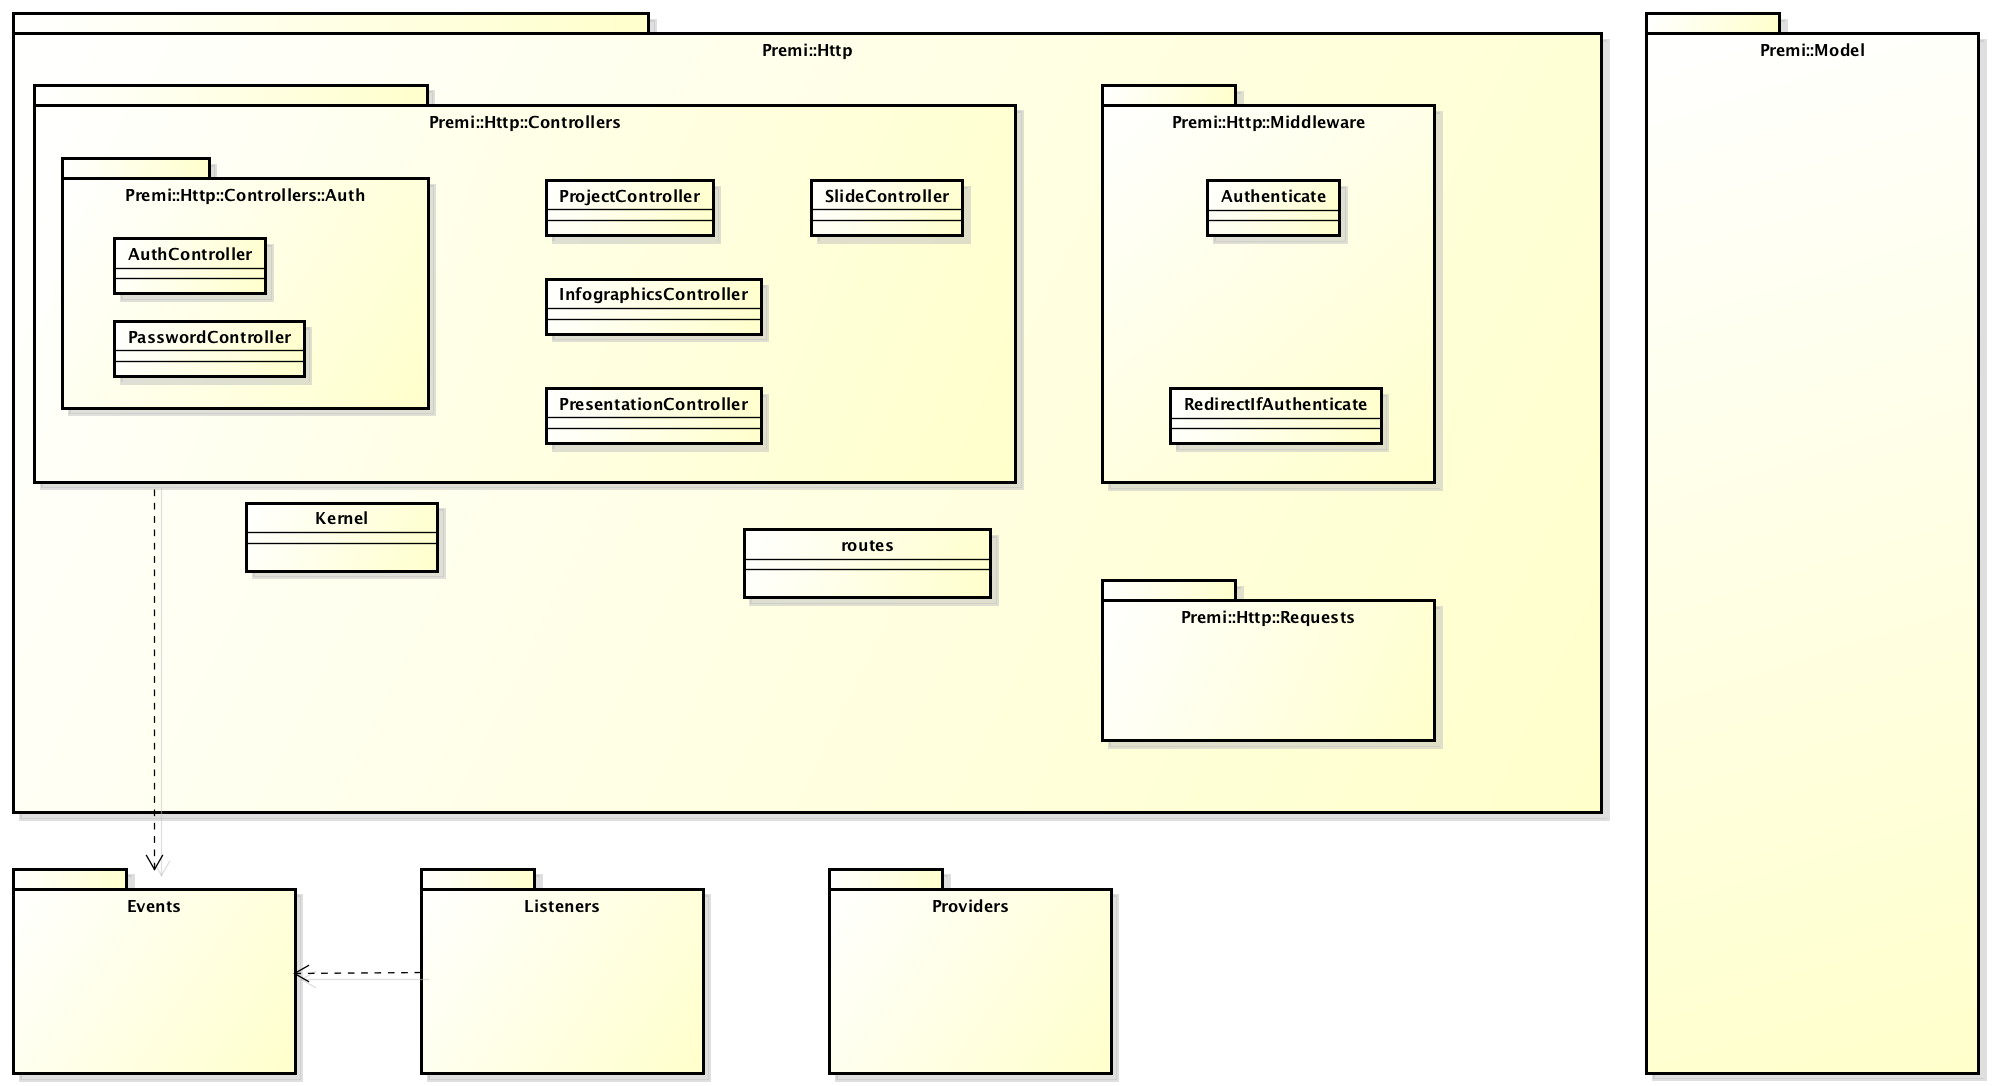 Premi::Http
Premi::Model
Premi::Http::Controllers
Premi::Http::Middleware
Premi::Http::Controllers::Auth
ProjectController
SlideController
Authenticate
AuthController
InfographicsController
PasswordController
PresentationController
RedirectIfAuthenticate
Kernel
routes
Premi::Http::Requests
Events
Listeners
Providers